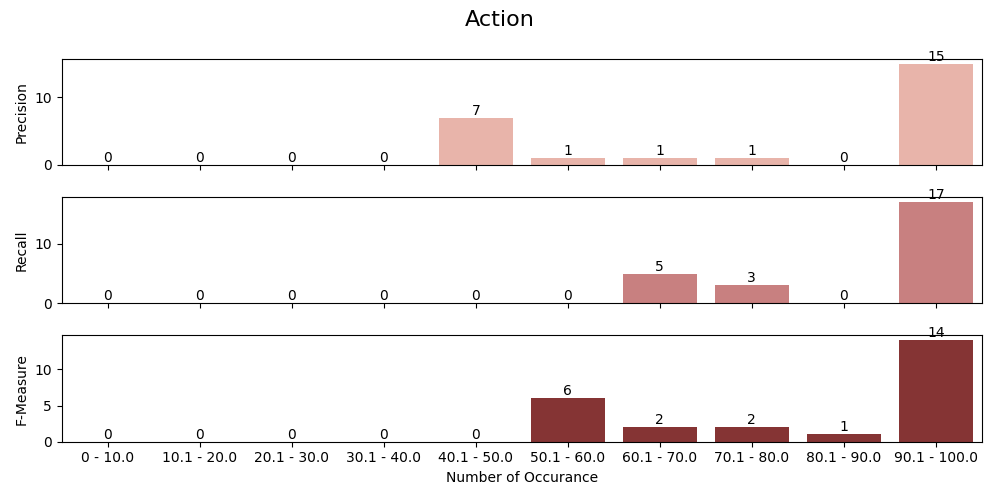 Action
Precision
10
0
0 0 0 0 7 1 1 1 0 15
Recall
10
0
0 0 0 0 0 0 5 3 0 17
F-Measure
10
5
0
0 0 0 0 0 6 2 2 1 14
0 - 10.0 10.1 - 20.0 20.1 - 30.0 30.1 - 40.0 40.1 - 50.0 50.1 - 60.0 60.1 - 70.0 70.1 - 80.0 80.1 - 90.0 90.1 - 100.0
Number of Occurance